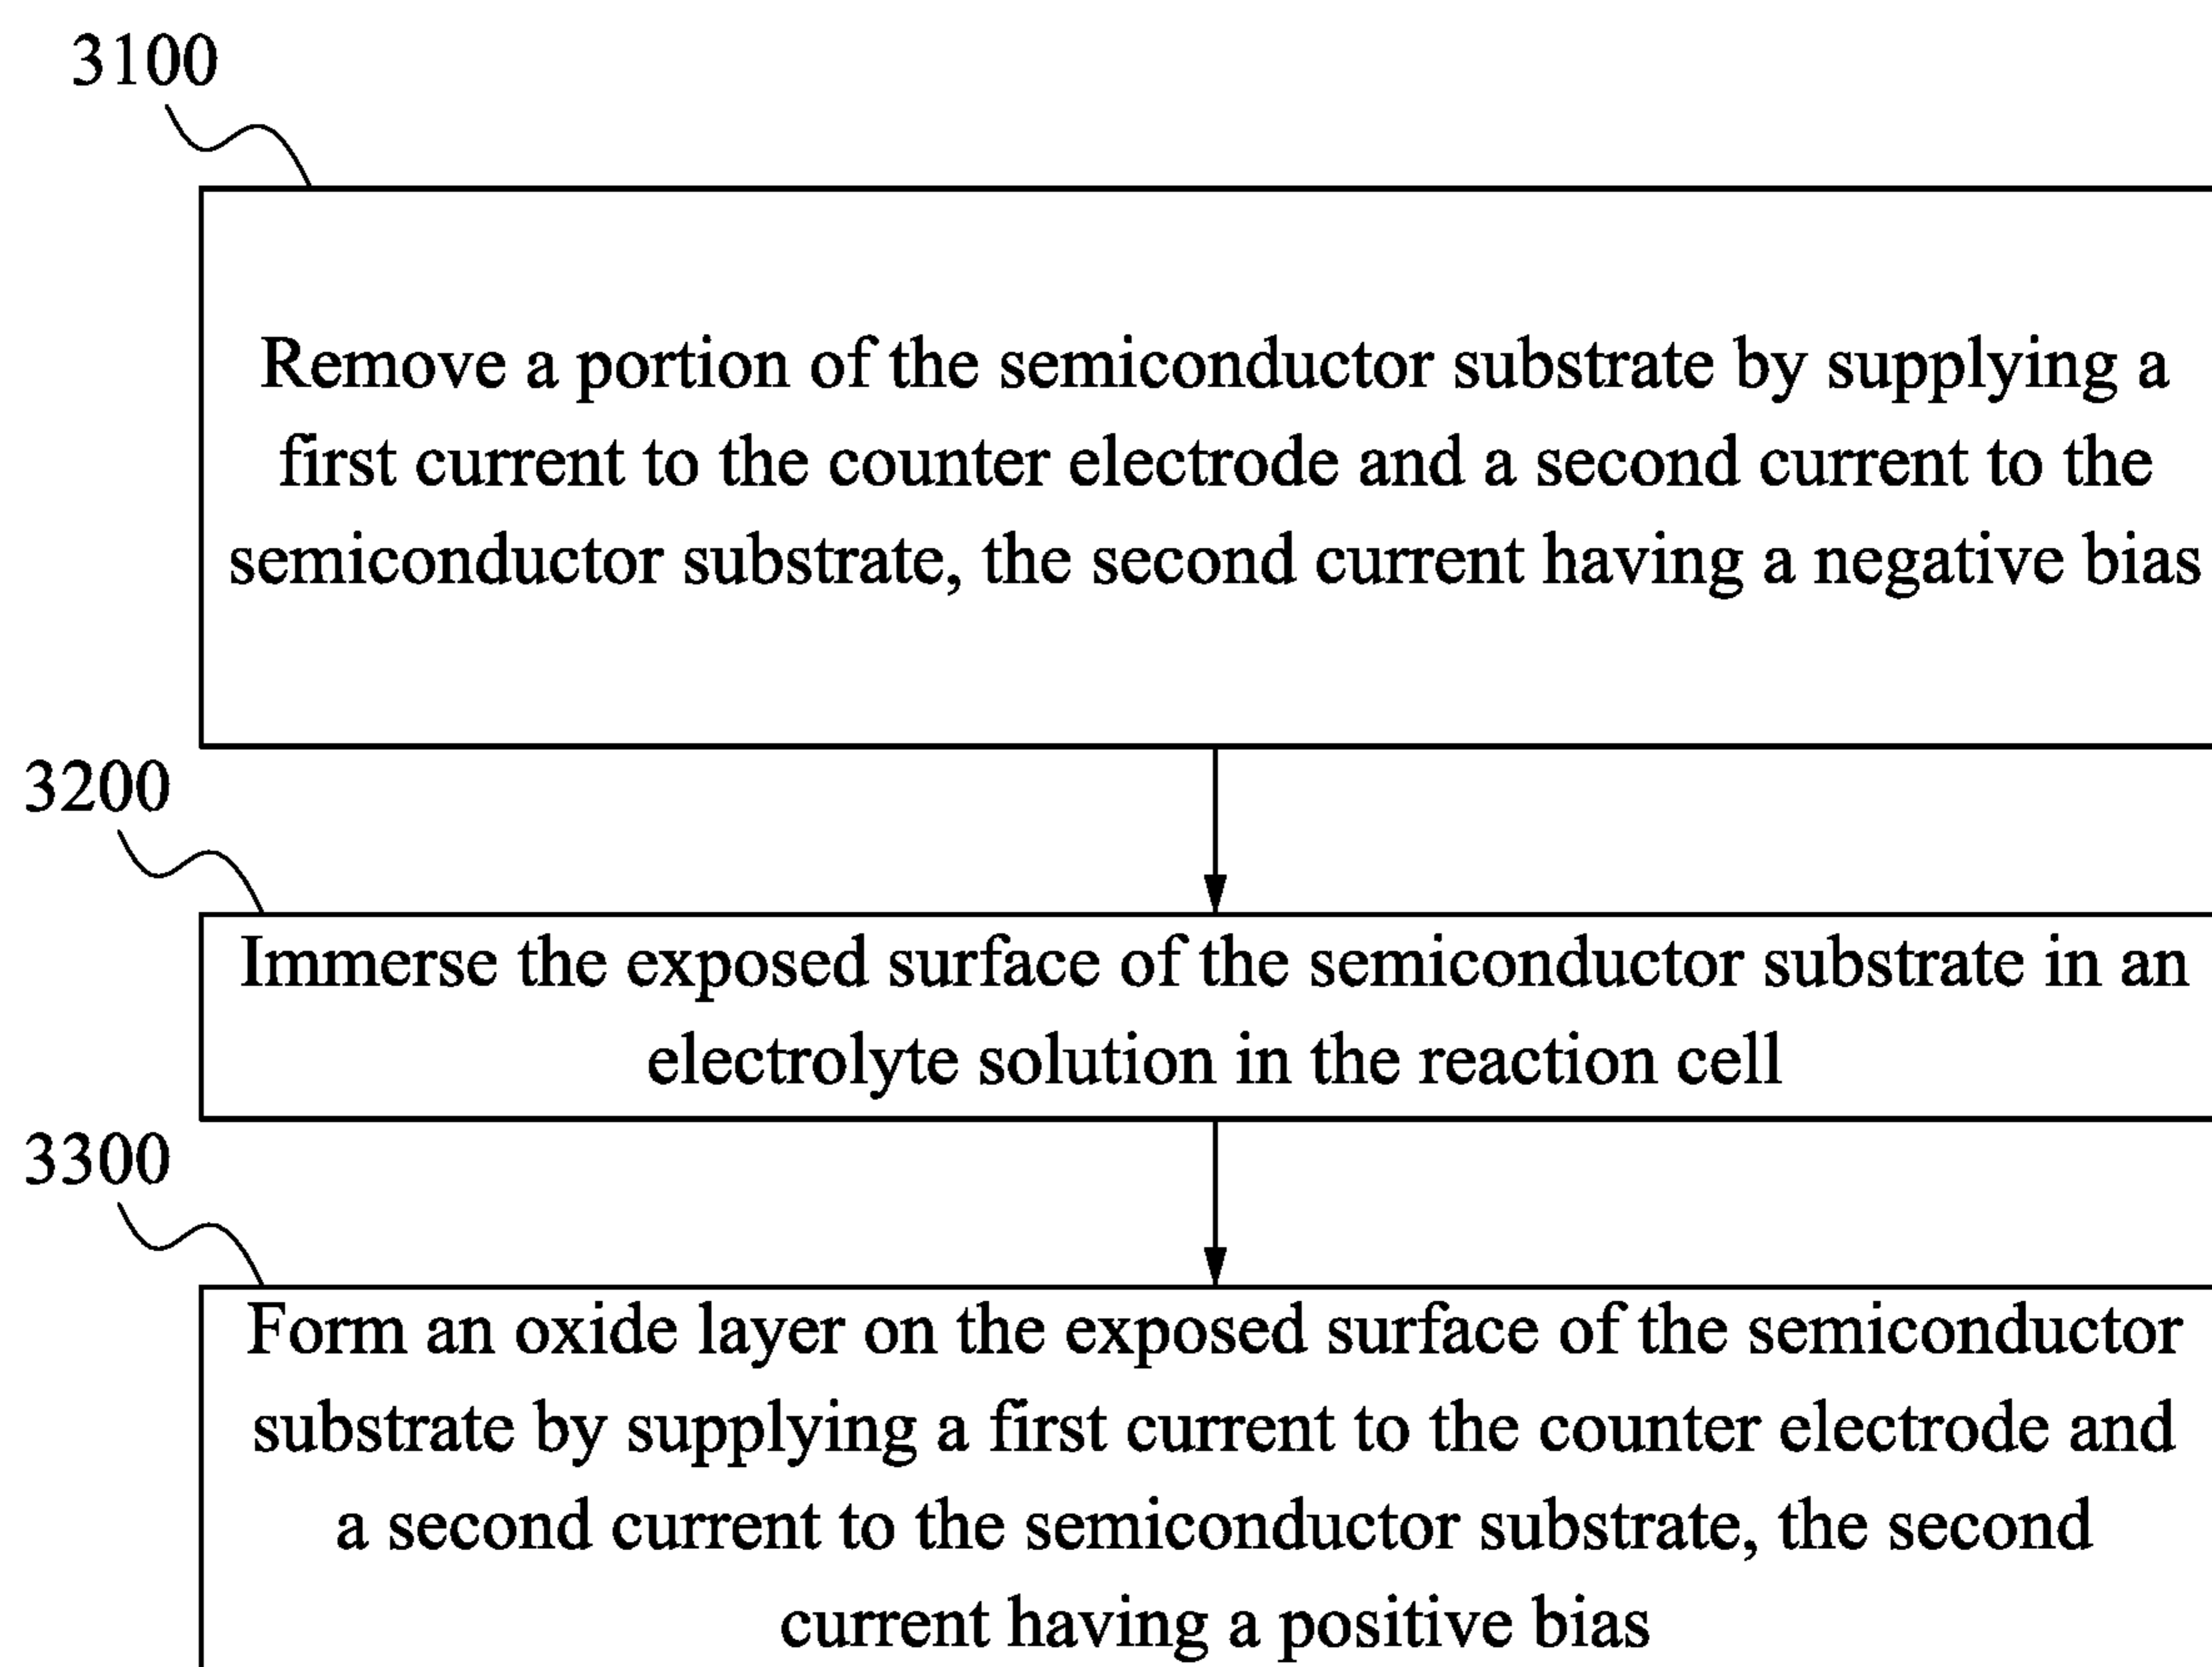 3100
Remove a portion of the semiconductor substrate by supplying a
first current to the counter electrode and a second current to the
semiconductor substrate, the second current having a negative bias
3200
Immerse the exposed surface of the semiconductor substrate in an
electrolyte solution in the reaction cell
3300
Form an oxide layer on the exposed surface of the semiconductor
substrate by supplying a first current to the counter electrode and
a second current to the semiconductor substrate, the second
current having a positive bias